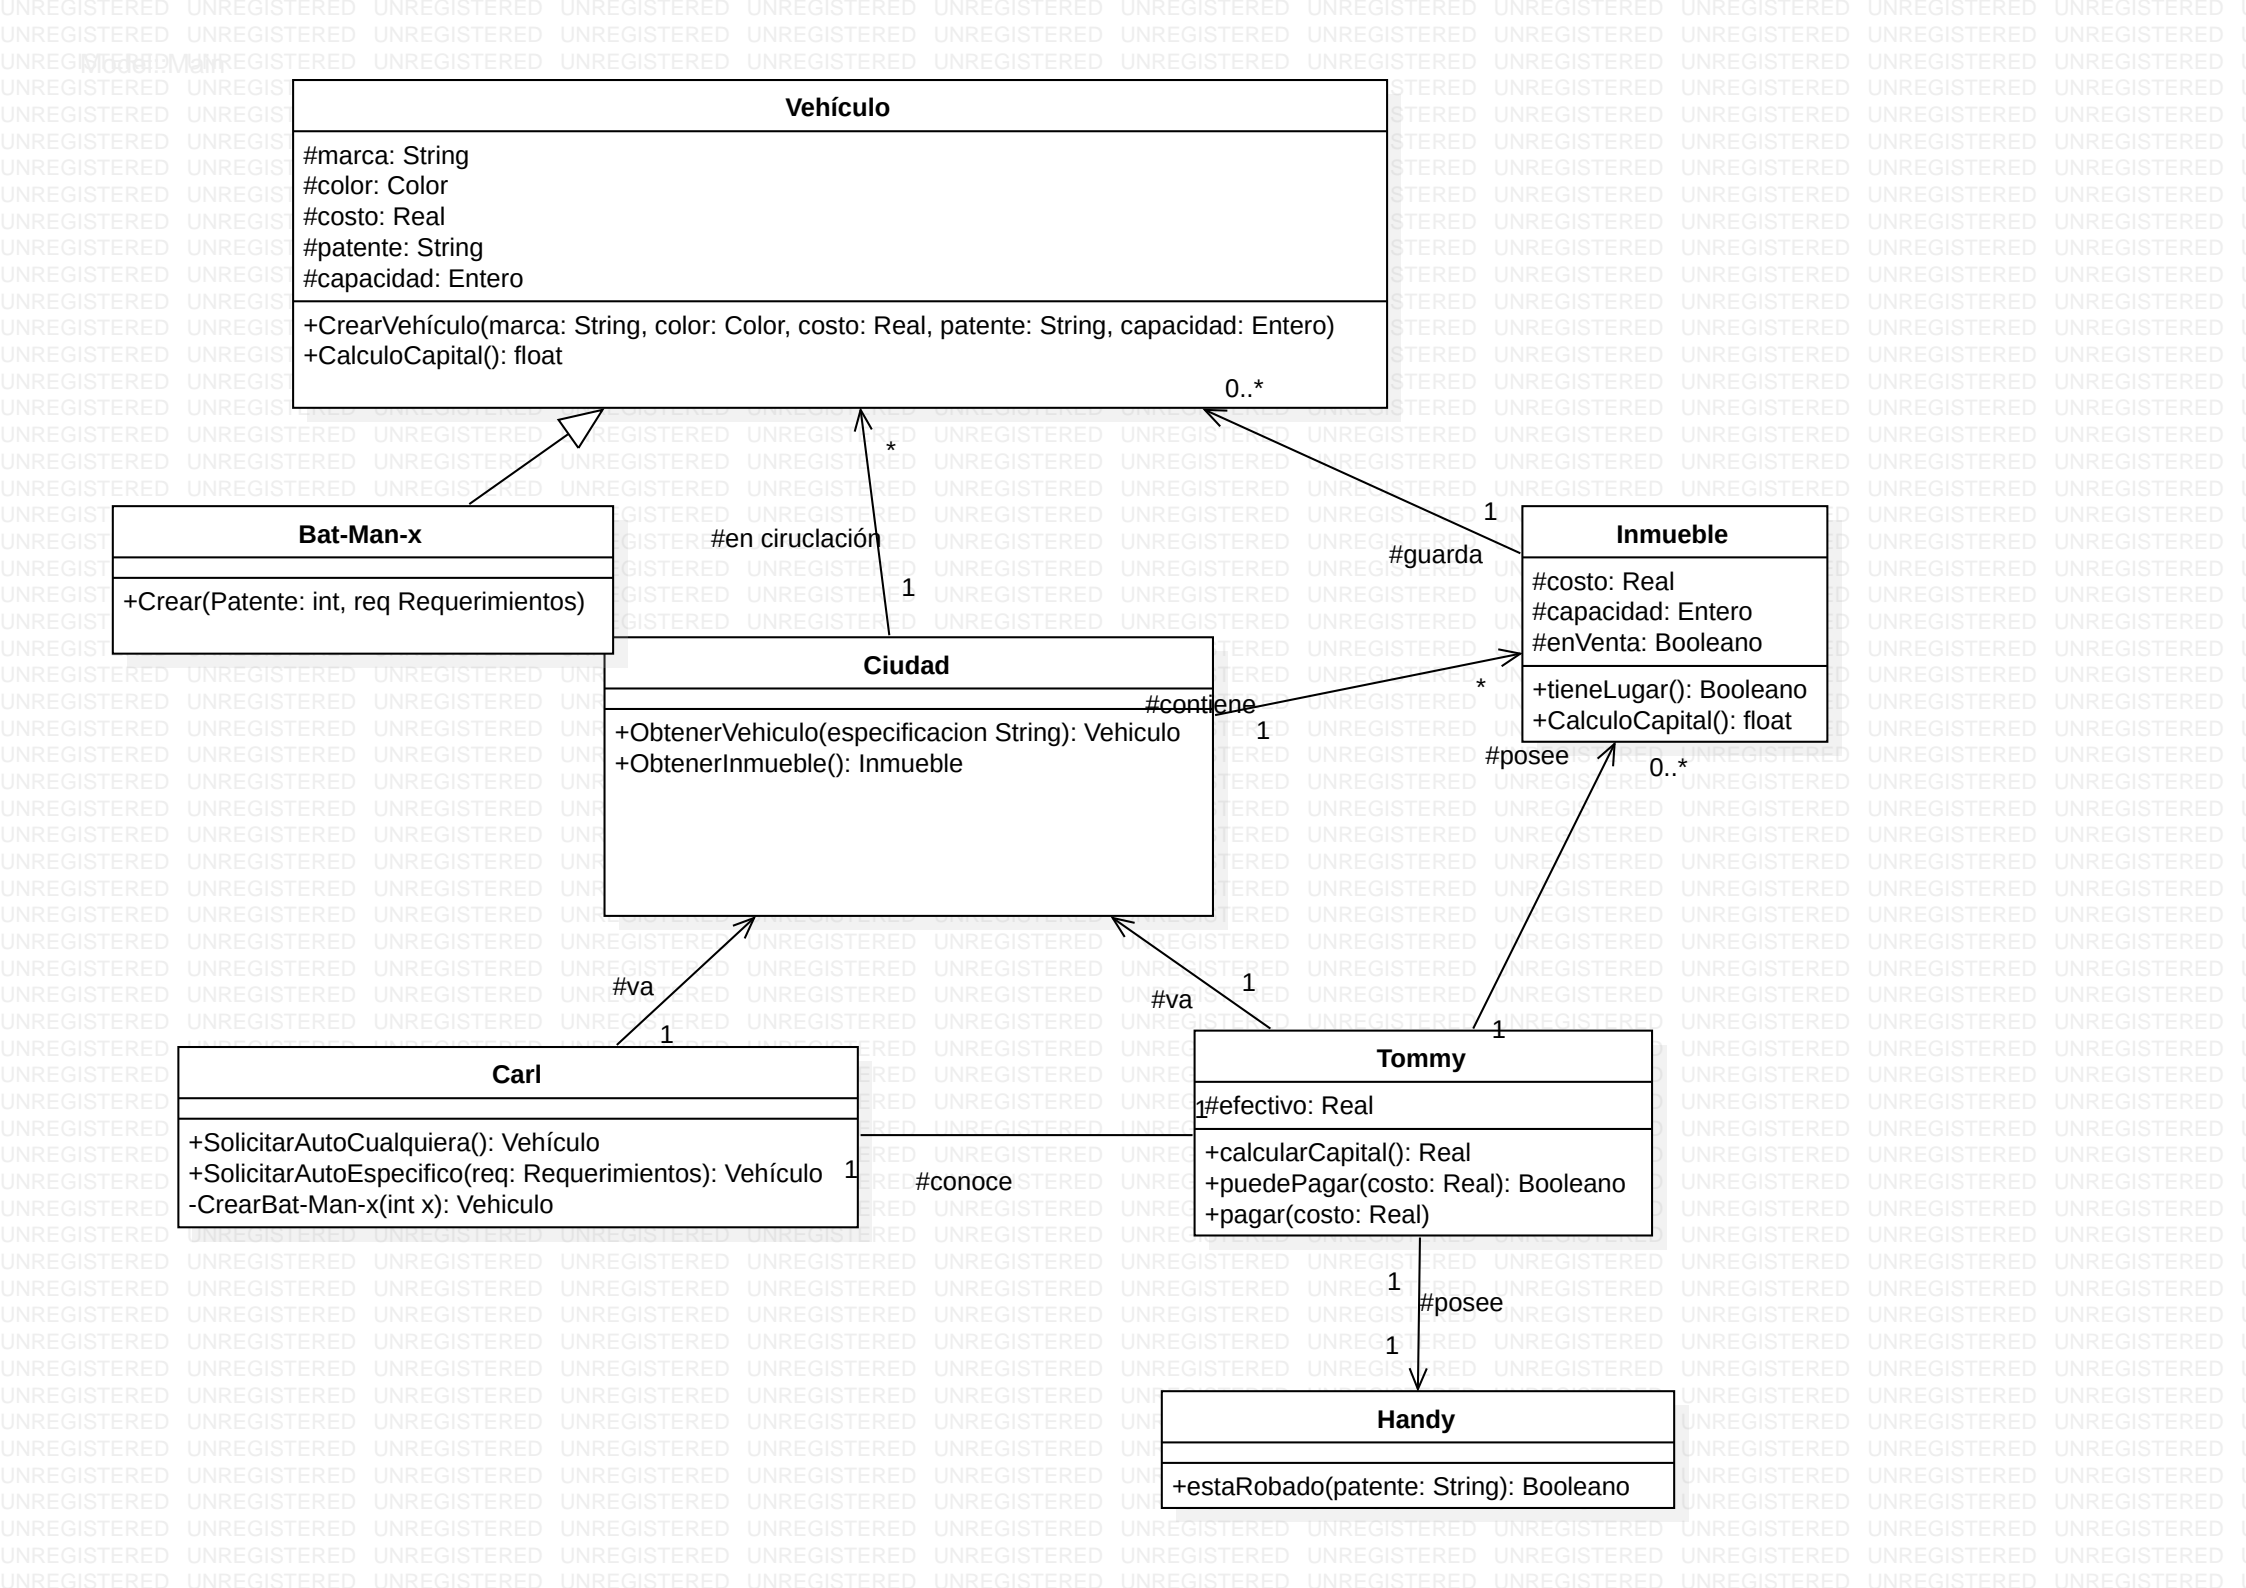 Model::Main
Vehículo
#marca: String
#color: Color
#costo: Real
#patente: String
#capacidad: Entero
+CrearVehículo(marca: String, color: Color, costo: Real, patente: String, capacidad: Entero)
+CalculoCapital(): float
0..*
*
#en ciruclación
1
1
#guarda
Bat-Man-x
+Crear(Patente: int, req Requerimientos)
Inmueble
#costo: Real
#capacidad: Entero
#enVenta: Booleano
+tieneLugar(): Booleano
+CalculoCapital(): float
Ciudad
+ObtenerVehiculo(especificacion String): Vehiculo
+ObtenerInmueble(): Inmueble
#contiene
1
*
#posee
0..*
#va
1
#va
1
1
Carl
+SolicitarAutoCualquiera(): Vehículo
+SolicitarAutoEspecifico(req: Requerimientos): Vehículo
-CrearBat-Man-x(int x): Vehiculo
1
#conoce
1
Tommy
#efectivo: Real
+calcularCapital(): Real
+puedePagar(costo: Real): Booleano
+pagar(costo: Real)
1
#posee
1
Handy
+estaRobado(patente: String): Booleano
UNREGISTERED